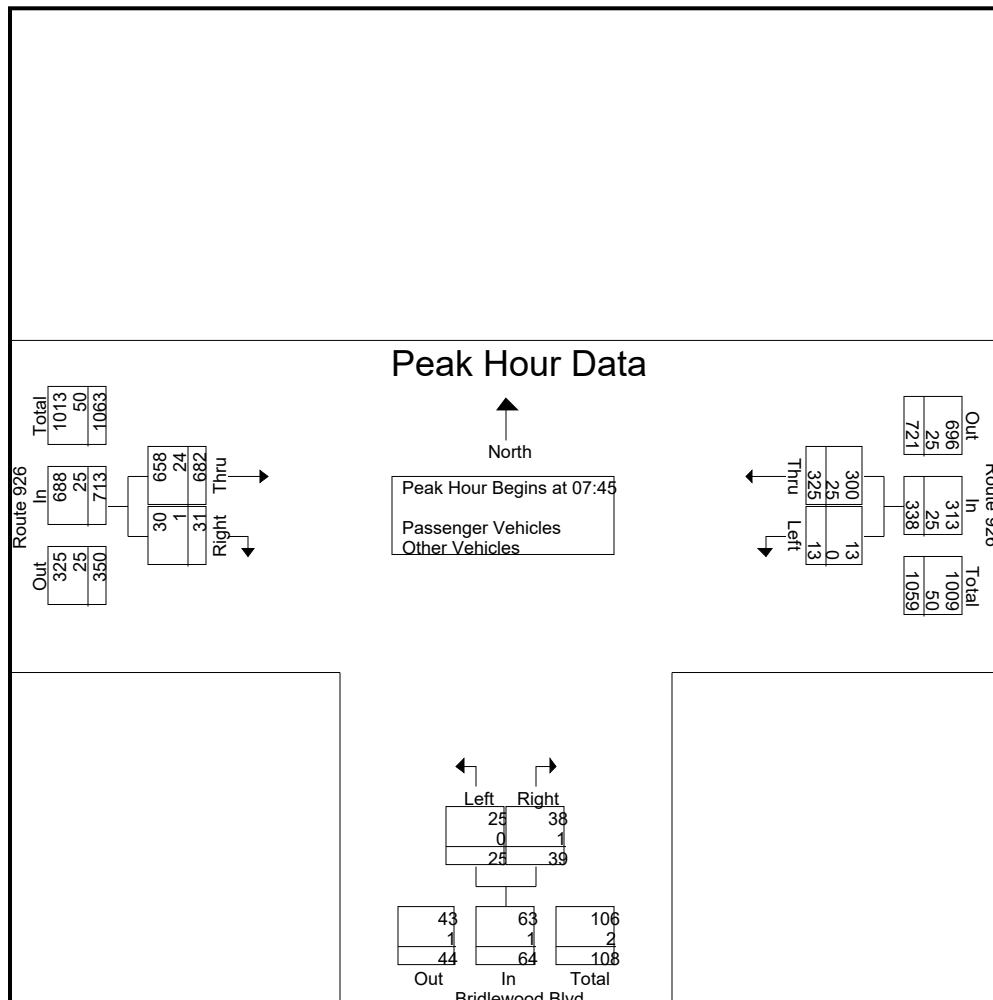 Peak Hour Data
North
Peak Hour Begins at 07:45
Passenger Vehicles
Other Vehicles
Route 926
Total
1013
50
1063
In
688
25
713
Out
325
25
350
Thru
658
24
682
Right
30
1
31
Route 926
Out
696
25
721
In
313
25
338
Total
1009
50
1059
Thru
300
25
325
Left
13
0
13
Left Right
25 38
0 1
25 39
43 63 106
1 1 2
44 64 108
Out In Total
Bridlewood Blvd